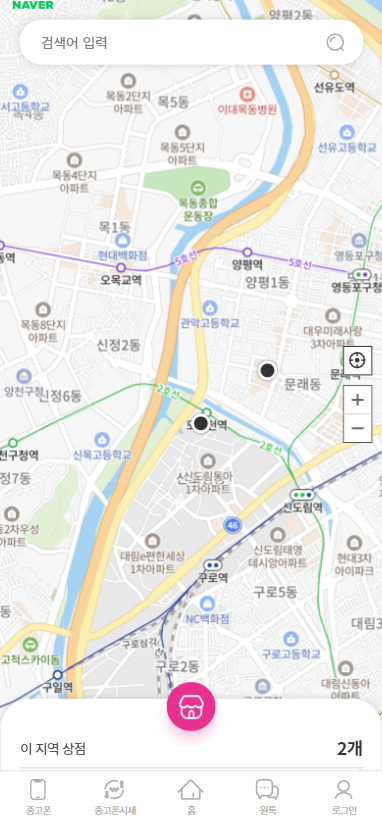 NAVER
양평2동
검색어 입력
선유도역
서고등학교
목동2단지
아파트
목5동
이대목동병원
목4동
선유고등학교
목동5단지
아파트
목동4단지
아파트
목동종합
운동장
목1동
현대백화점
5호선
양평역
5호선
영등포구청
오목교역
양평1동
목동8단지
아파트
관악고등학교
대우미래사랑
3차아파트
신정2동
양천구청
신정6동
문래동
2호선
천구청역
신목고등학교
2호선
신도림동아
1차아파트
정7동
신도림역
동2차우성
아파트
46
대림e편한세상
1차아파트
신도림태영
데시앙아파트
현대3차
아이파크
구로역
구로5동
NC백화점
대림3
고척스카이돔
구로삼각
구로고등학교
구로2동
구일역
신대림신동아
아파트
이 지역 상점
2개
중고폰
중고폰시세
홈
원톡
로그인